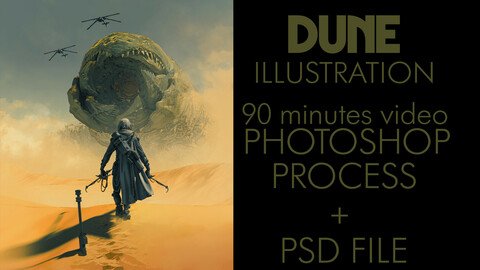 DUNE
ILLUSTRATION
90 minutes video
PHOTOSHOP
PROCESS
+
PSD FILE